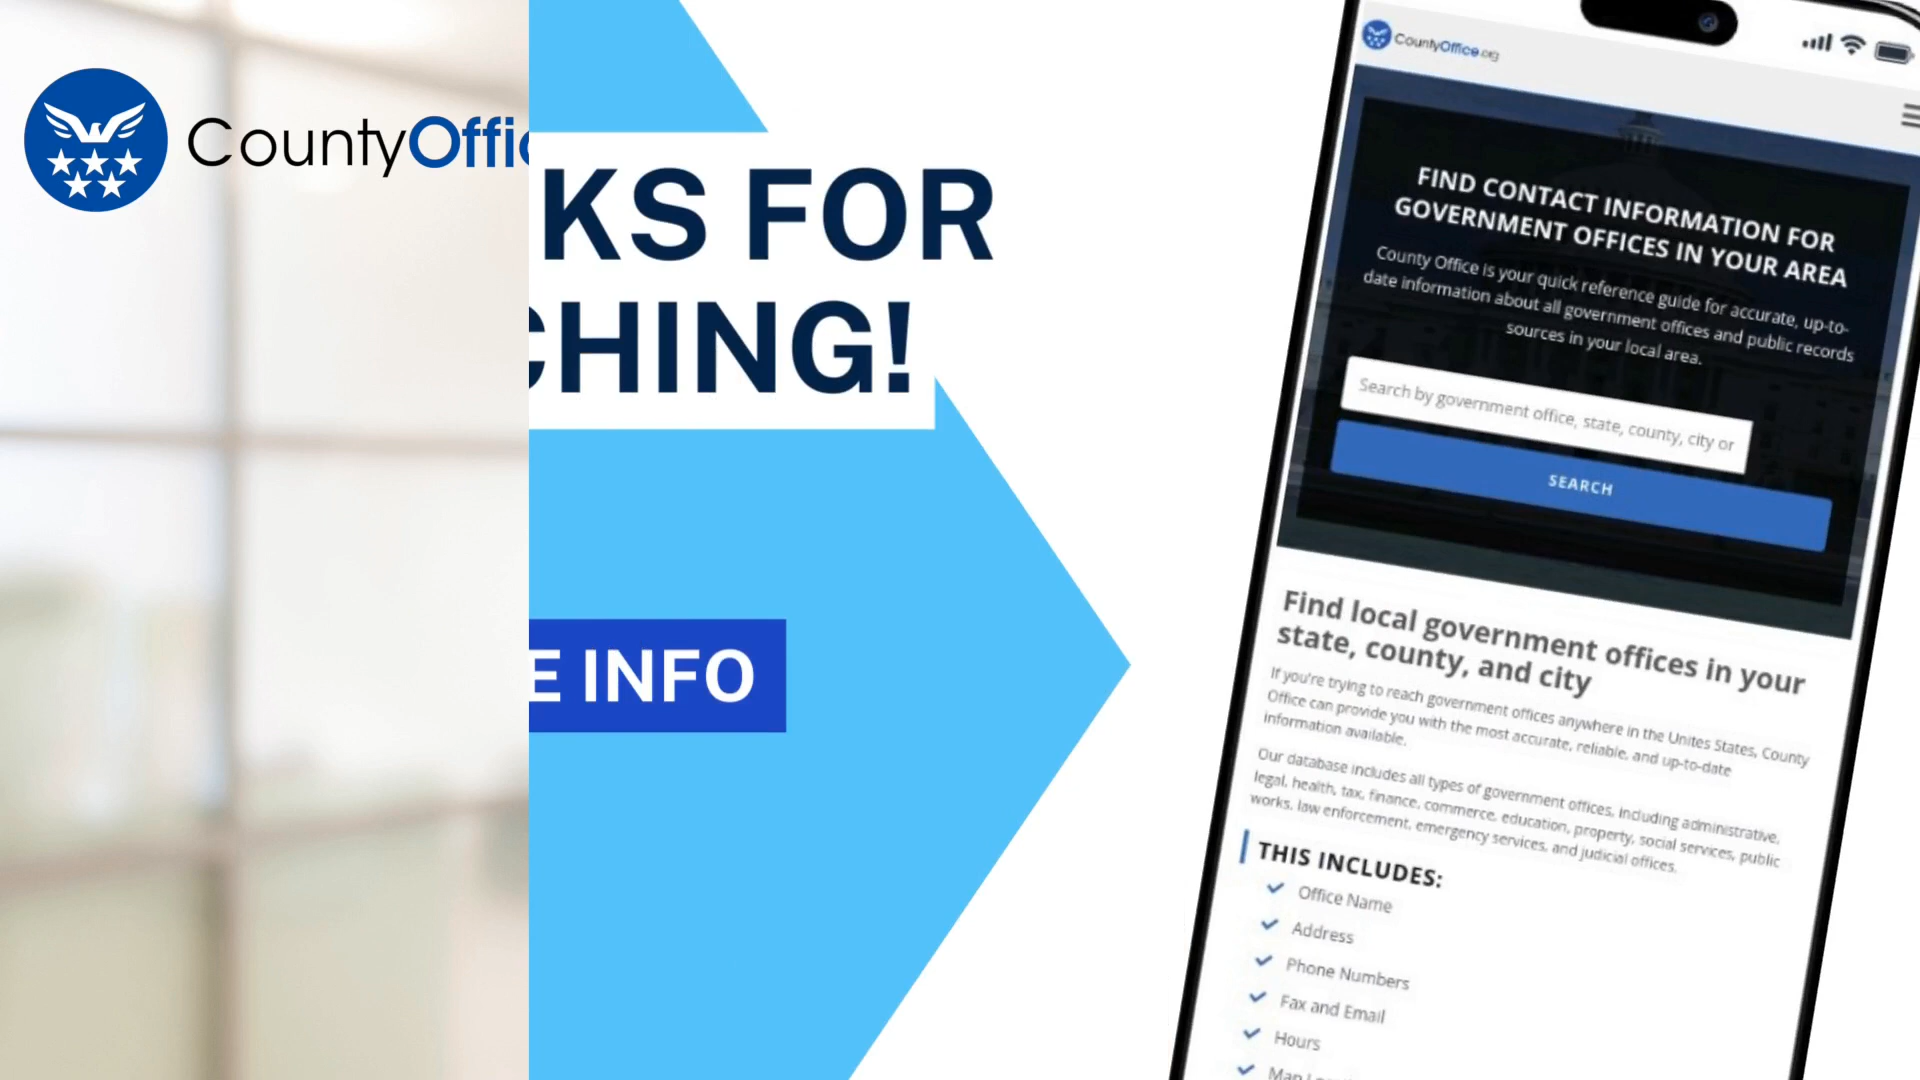 CountyOffic
KS FOR
CHING!
E INFO
CountyOffice.org
FIND CONTACT INFORMATION FOR
GOVERNMENT OFFICES IN YOUR AREA
County Office is your quick reference guide for accurate, up-to-
date information about all government offices and public records
sources in your local area.
Search by government office, state, county, city or
SEARCH
Find local government offices in your
state, county, and city
If you're trying to reach government offices anywhere in the Unites States, County
Office can provide you with the most accurate, reliable, and up-to-date
information available.
Our database includes all types of government offices, including administrative,
legal, health, tax, finance, commerce, education, property, social services, public
works, law enforcement, emergency services, and judicial offices.
THIS INCLUDES:
Office Name
Address
Phone Numbers
Fax and Email
Hours
Map